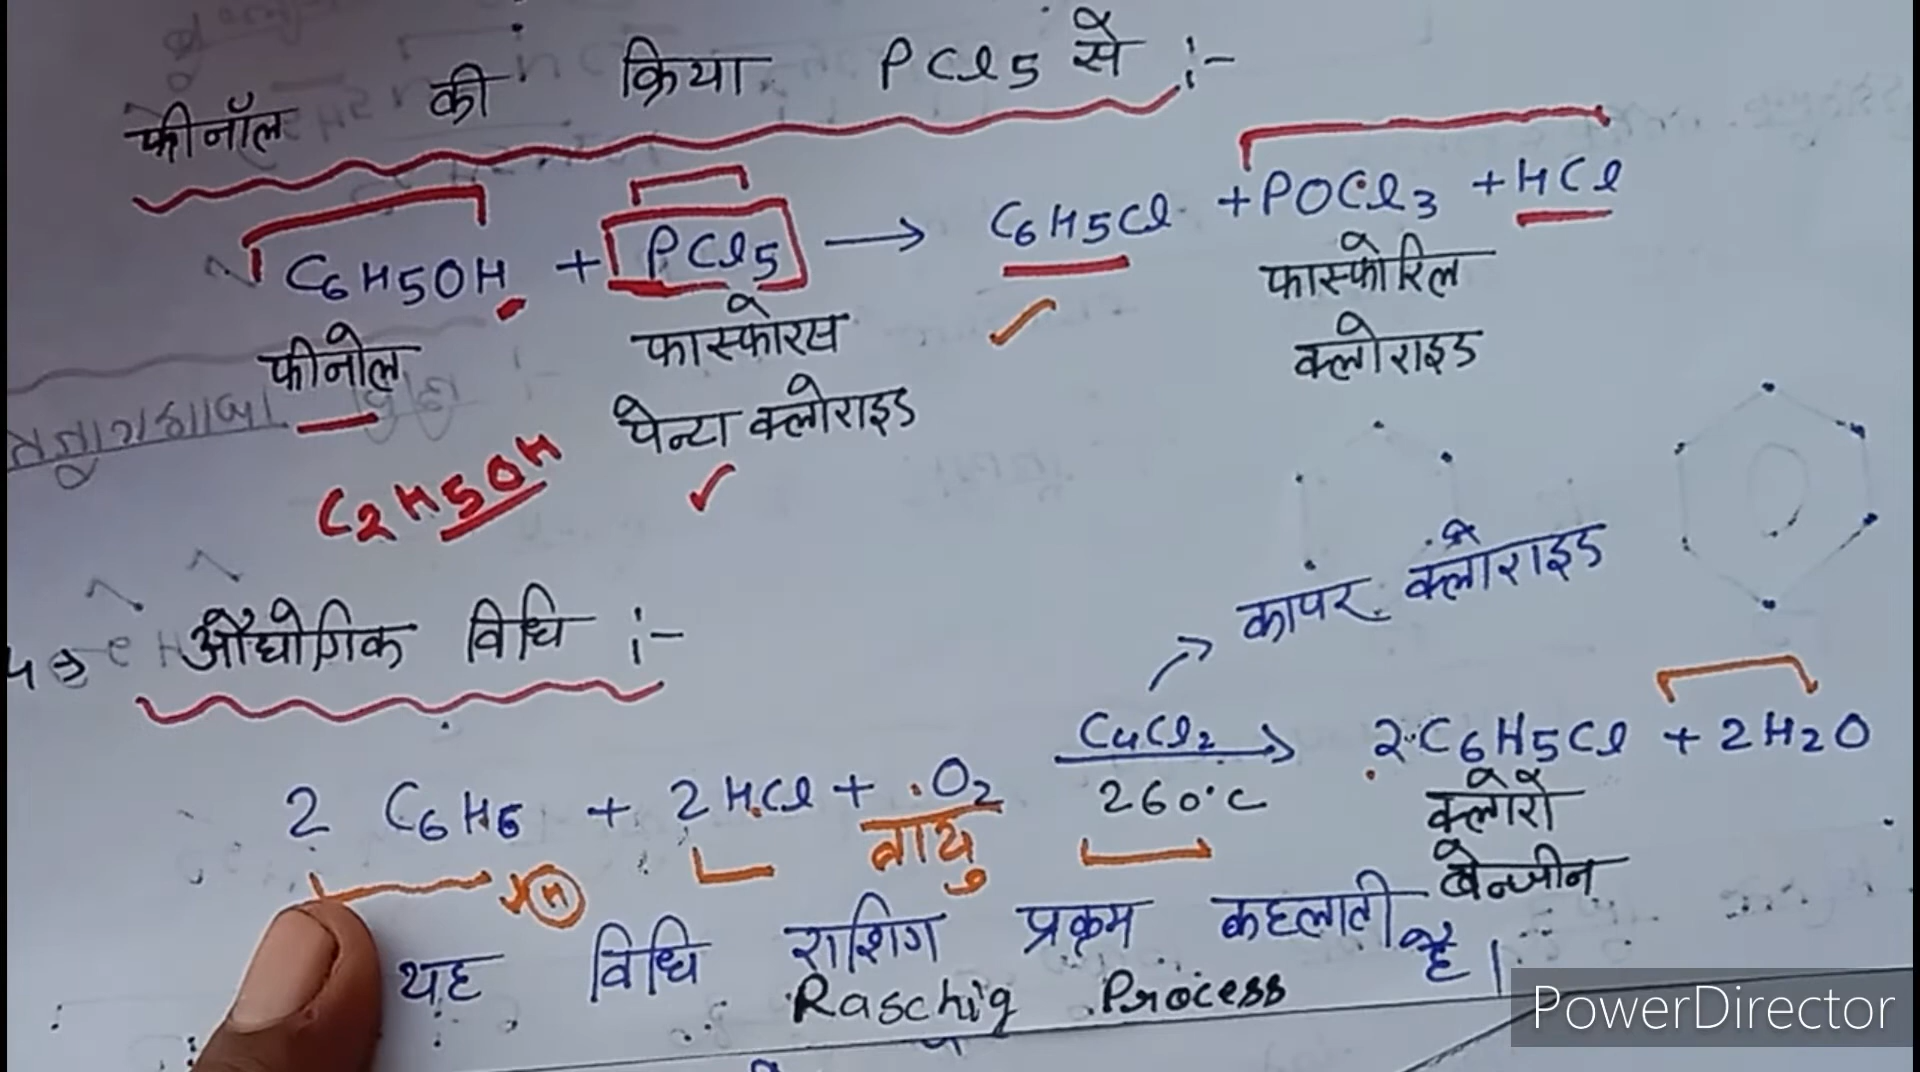 फीनॉल की क्रिया PCl5 से :-
C6H5OH + PCl5 → C6H5Cl + POCl3 + HCl
फीनोल फास्फोरस पेन्टा क्लोराइड फास्फोरिल क्लोराइड
C2H5OH
औद्योगिक विधि :-
कापर क्लोराइड
2 C6H6 + 2HCl + O2 CuCl2 → 260°C 2C6H5Cl + 2H2O
वायु क्लोरो बेन्जीन
H
यह विधि राशिग प्रक्रम कहलाती है।
Raschig Process
PowerDirector